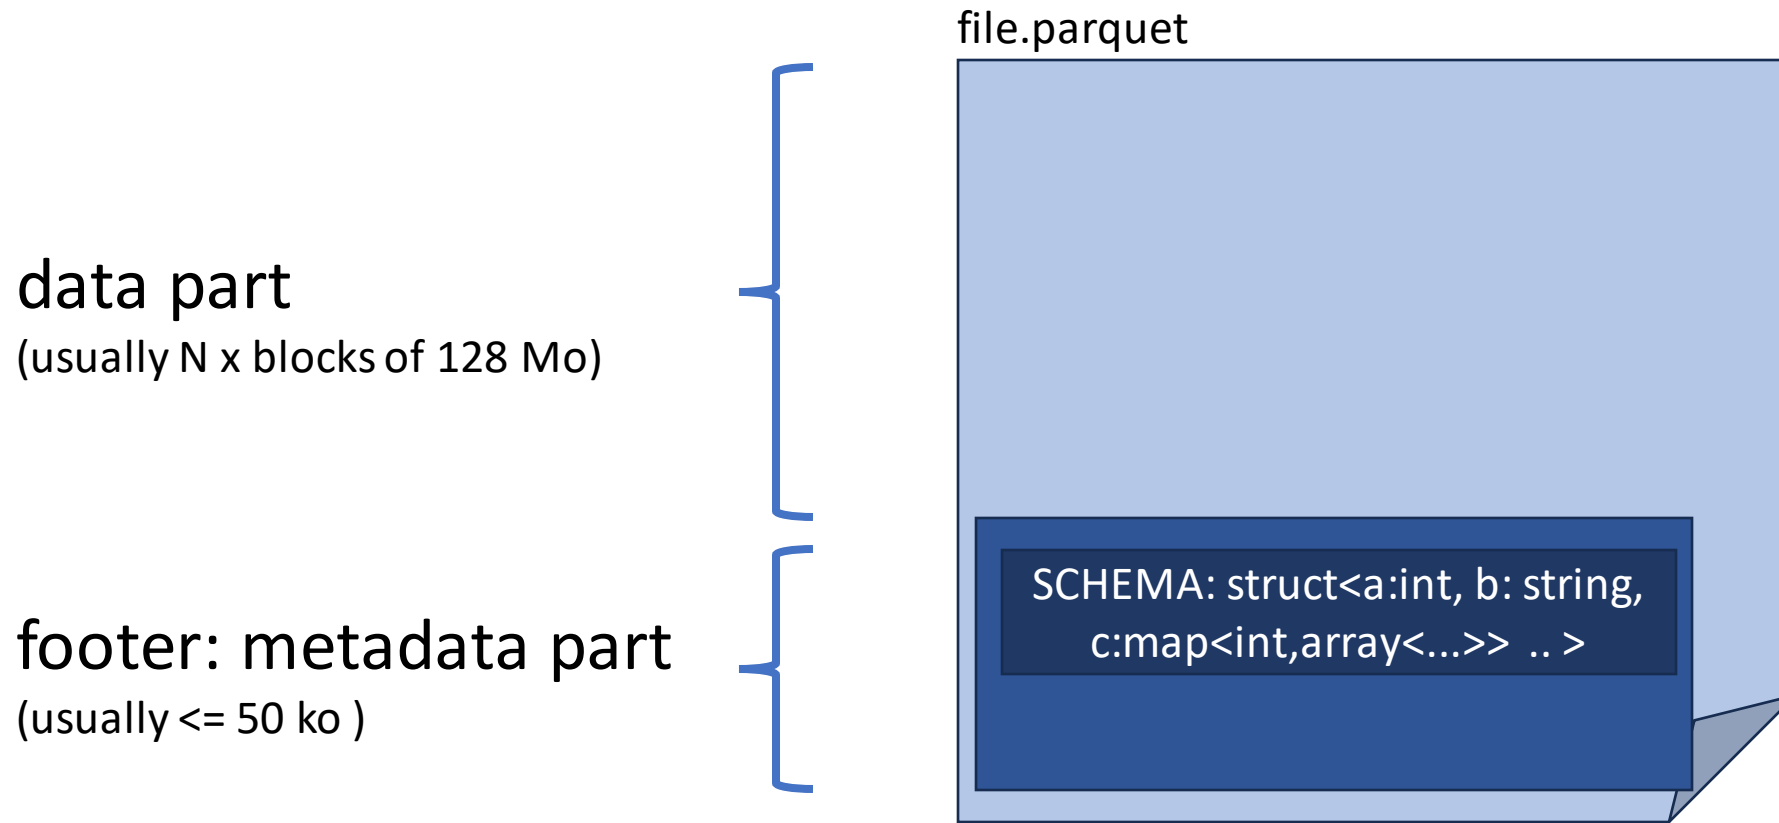 file.parquet
data part
(usually N x blocks of 128 Mo)
SCHEMA: struct<a:int, b: string,
c:map<int,array<...>> .. >
footer: metadata part
(usually <= 50 ko )